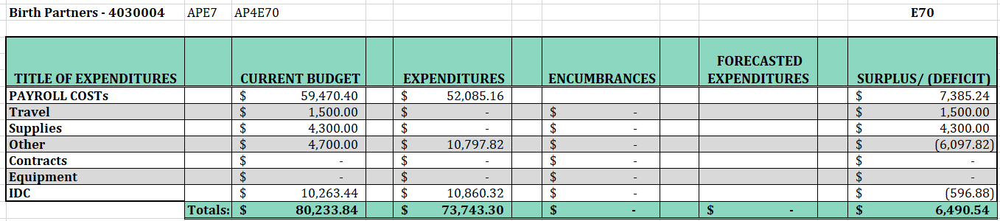 Birth Partners - 4030004 APE7 AP4E70 E70
FORECASTED
TITLE OF EXPENDITURES CURRENT BUDGET EXPENDITURES ENCUMBRANCES EXPENDITURES SURPLUS/ (DEFICIT)
PAYROLL COSTs $ 59,470.40 $ 52,085.16 $ 7,385.24
Travel $ 1,500.00 $ - $ - $ 1,500.00
Supplies $ 4,300.00 $ - $ - $ 4,300.00
Other $ 4,700.00 $ 10,797.82 $ - $ (6,097.82)
Contracts $ - $ - $ - $ -
Equipment $ - $ - $ - $ -
IDC $ 10,263.44 $ 10,860.32 $ - $ (596.88)
Totals: $ 80,233.84 $ 73,743.30 $ - $ - $ 6,490.54